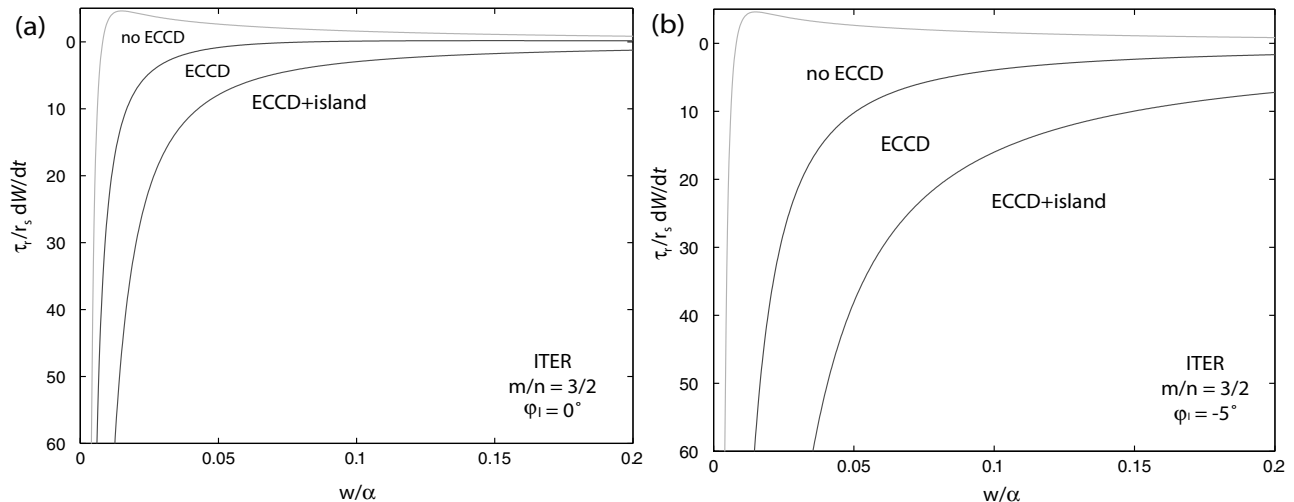 (a)
0
10
20
30
40
50
60
τr/rs dW/dt
no ECCD
ECCD
ECCD+island
ITER
m/n = 3/2
φI = 0°
0
0.05
0.1
0.15
0.2
w/α
(b)
0
10
20
30
40
50
60
τr/rs dW/dt
no ECCD
ECCD
ECCD+island
ITER
m/n = 3/2
φI = -5°
0
0.05
0.1
0.15
0.2
w/α